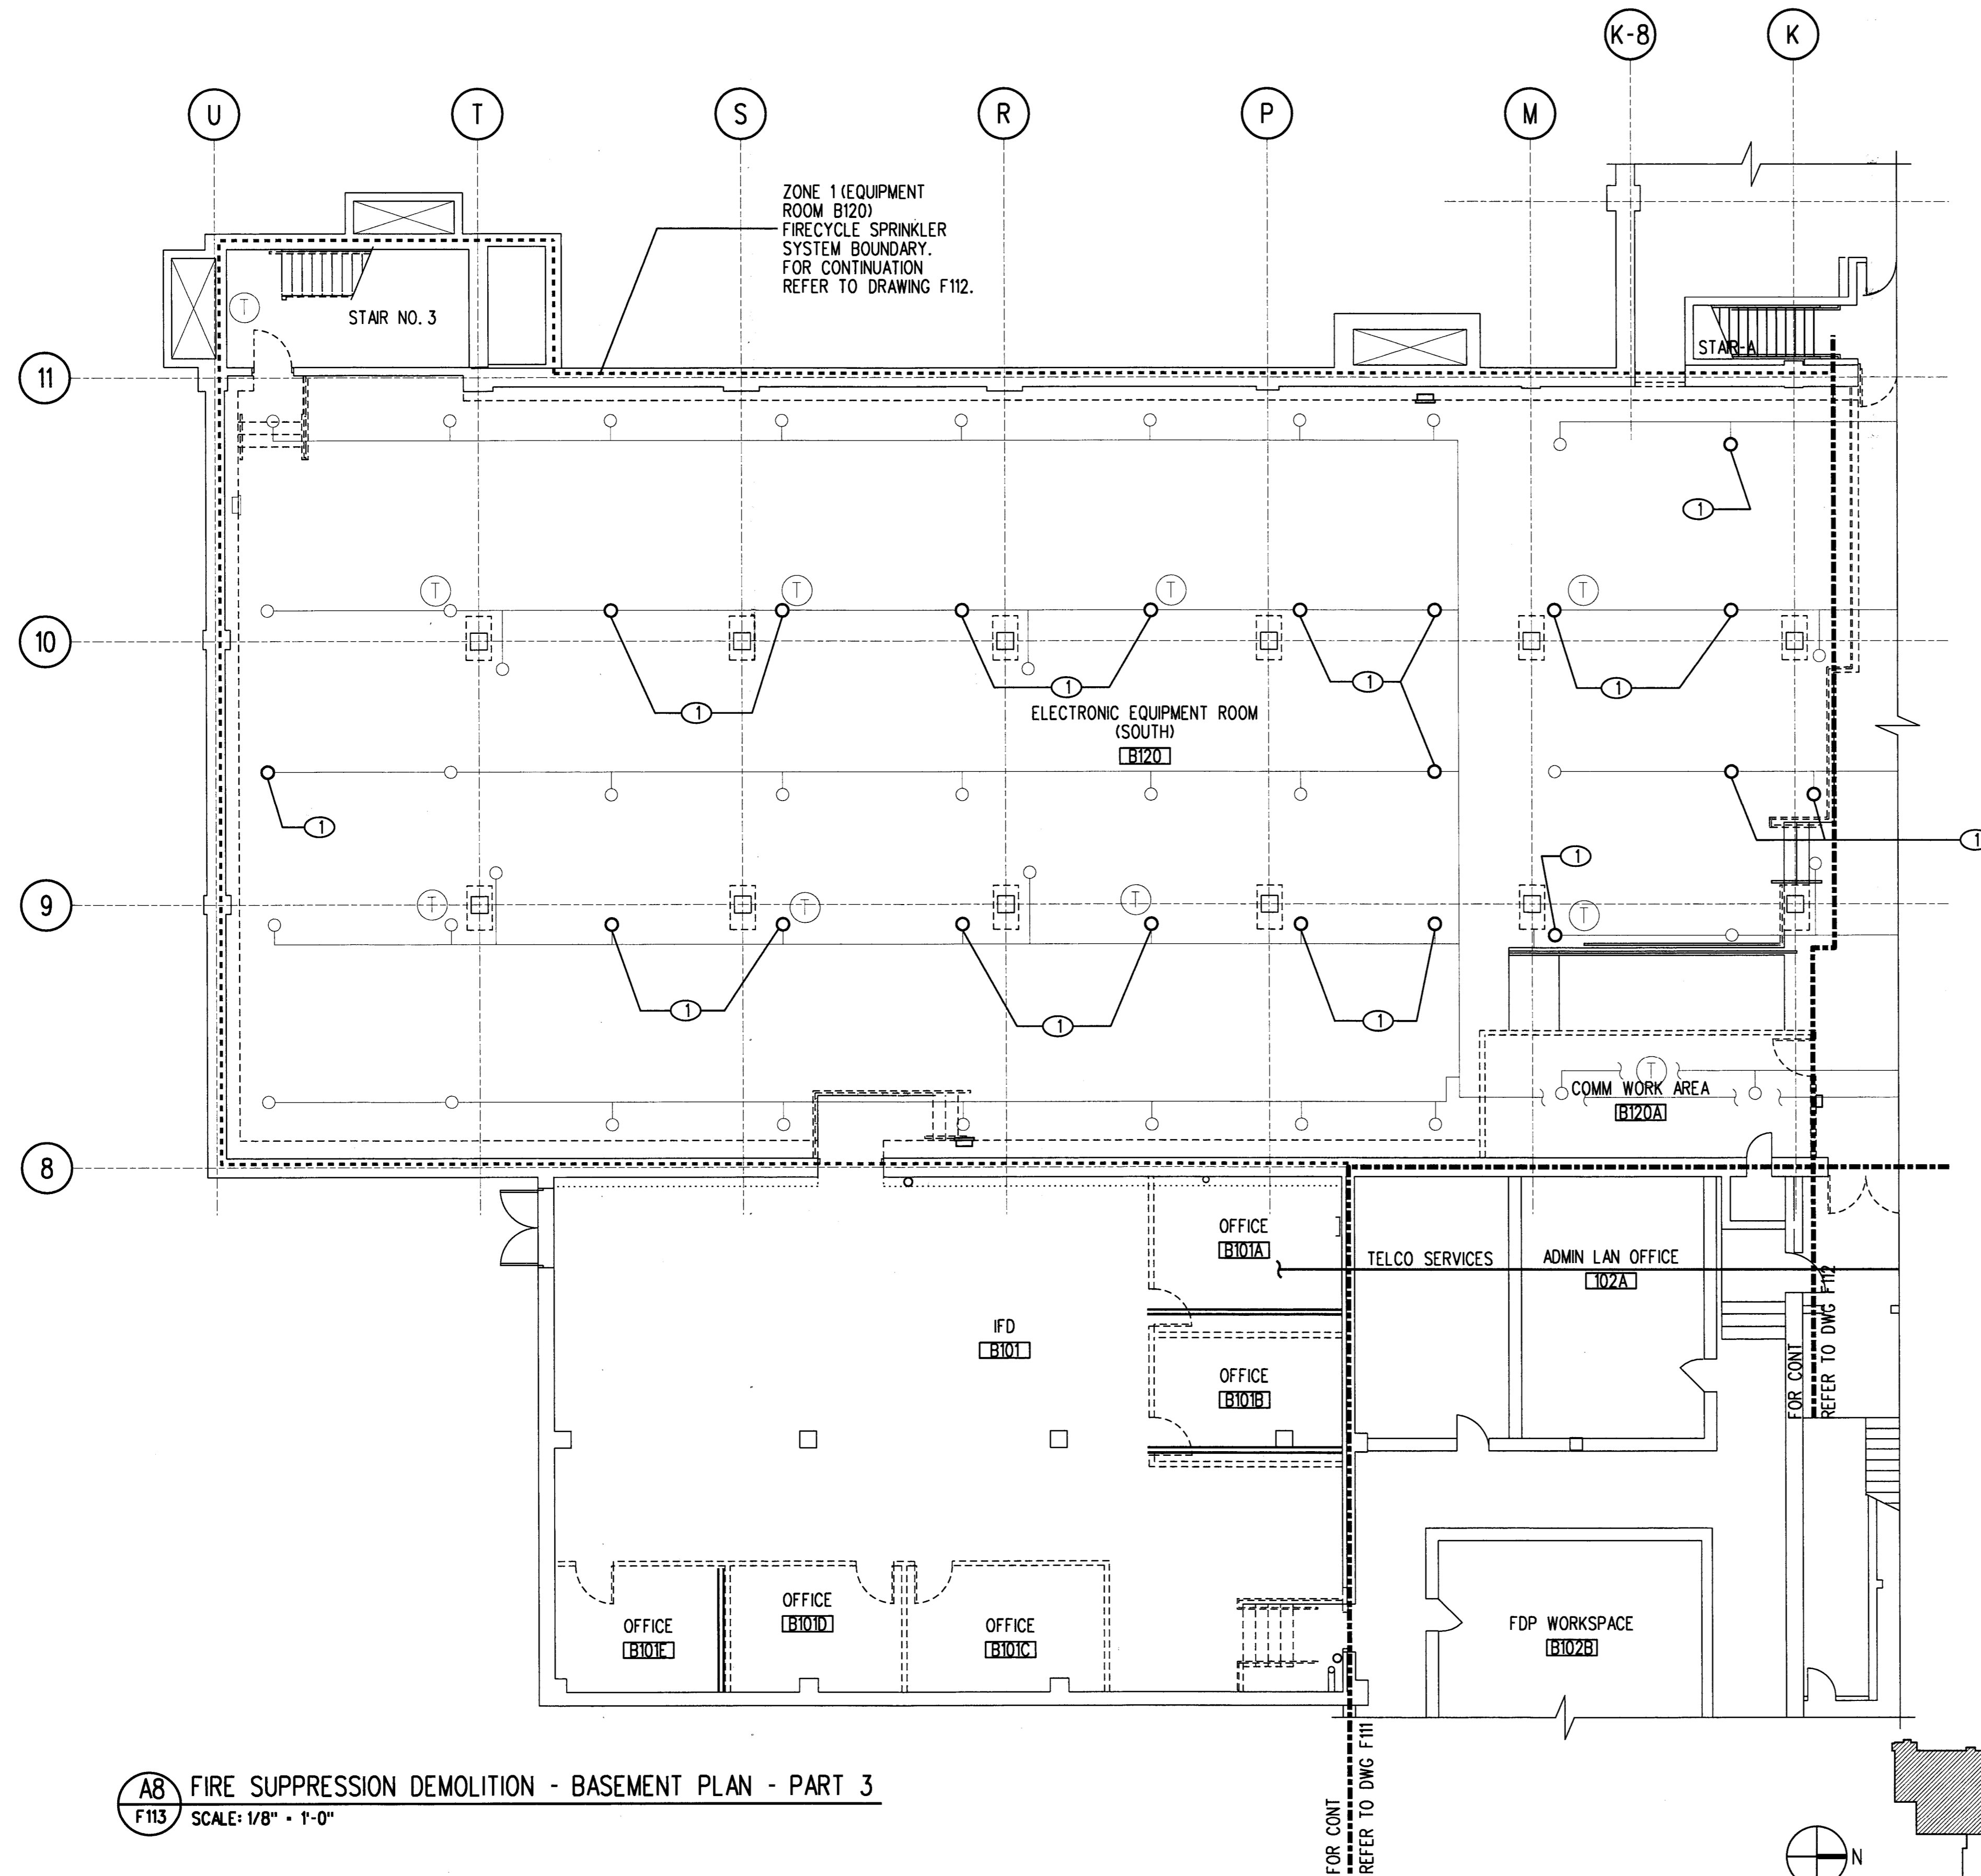 K-8
K
U
T
S
R
P
M
ZONE 1 (EQUIPMENT
ROOM B120)
FIRECYCLE SPRINKLER
SYSTEM BOUNDARY.
FOR CONTINUATION
REFER TO DRAWING F112.
T
STAIR NO. 3
STAIR-A
11
1
T
T
T
T
10
1
1
1
1
ELECTRONIC EQUIPMENT ROOM
(SOUTH)
B120
1
1
1
9
T
T
T
T
1
1
1
T
COMM WORK AREA
B120A
8
OFFICE
B101A
TELCO SERVICES
ADMIN LAN OFFICE
102A
IFD
B101
OFFICE
B101B
FOR CONT
REFER TO DWG F112
OFFICE
B101E
OFFICE
B101D
OFFICE
B101C
FDP WORKSPACE
B102B
FOR CONT
REFER TO DWG F111
A8
F113
FIRE SUPPRESSION DEMOLITION - BASEMENT PLAN - PART 3
SCALE: 1/8" = 1'-0"
N